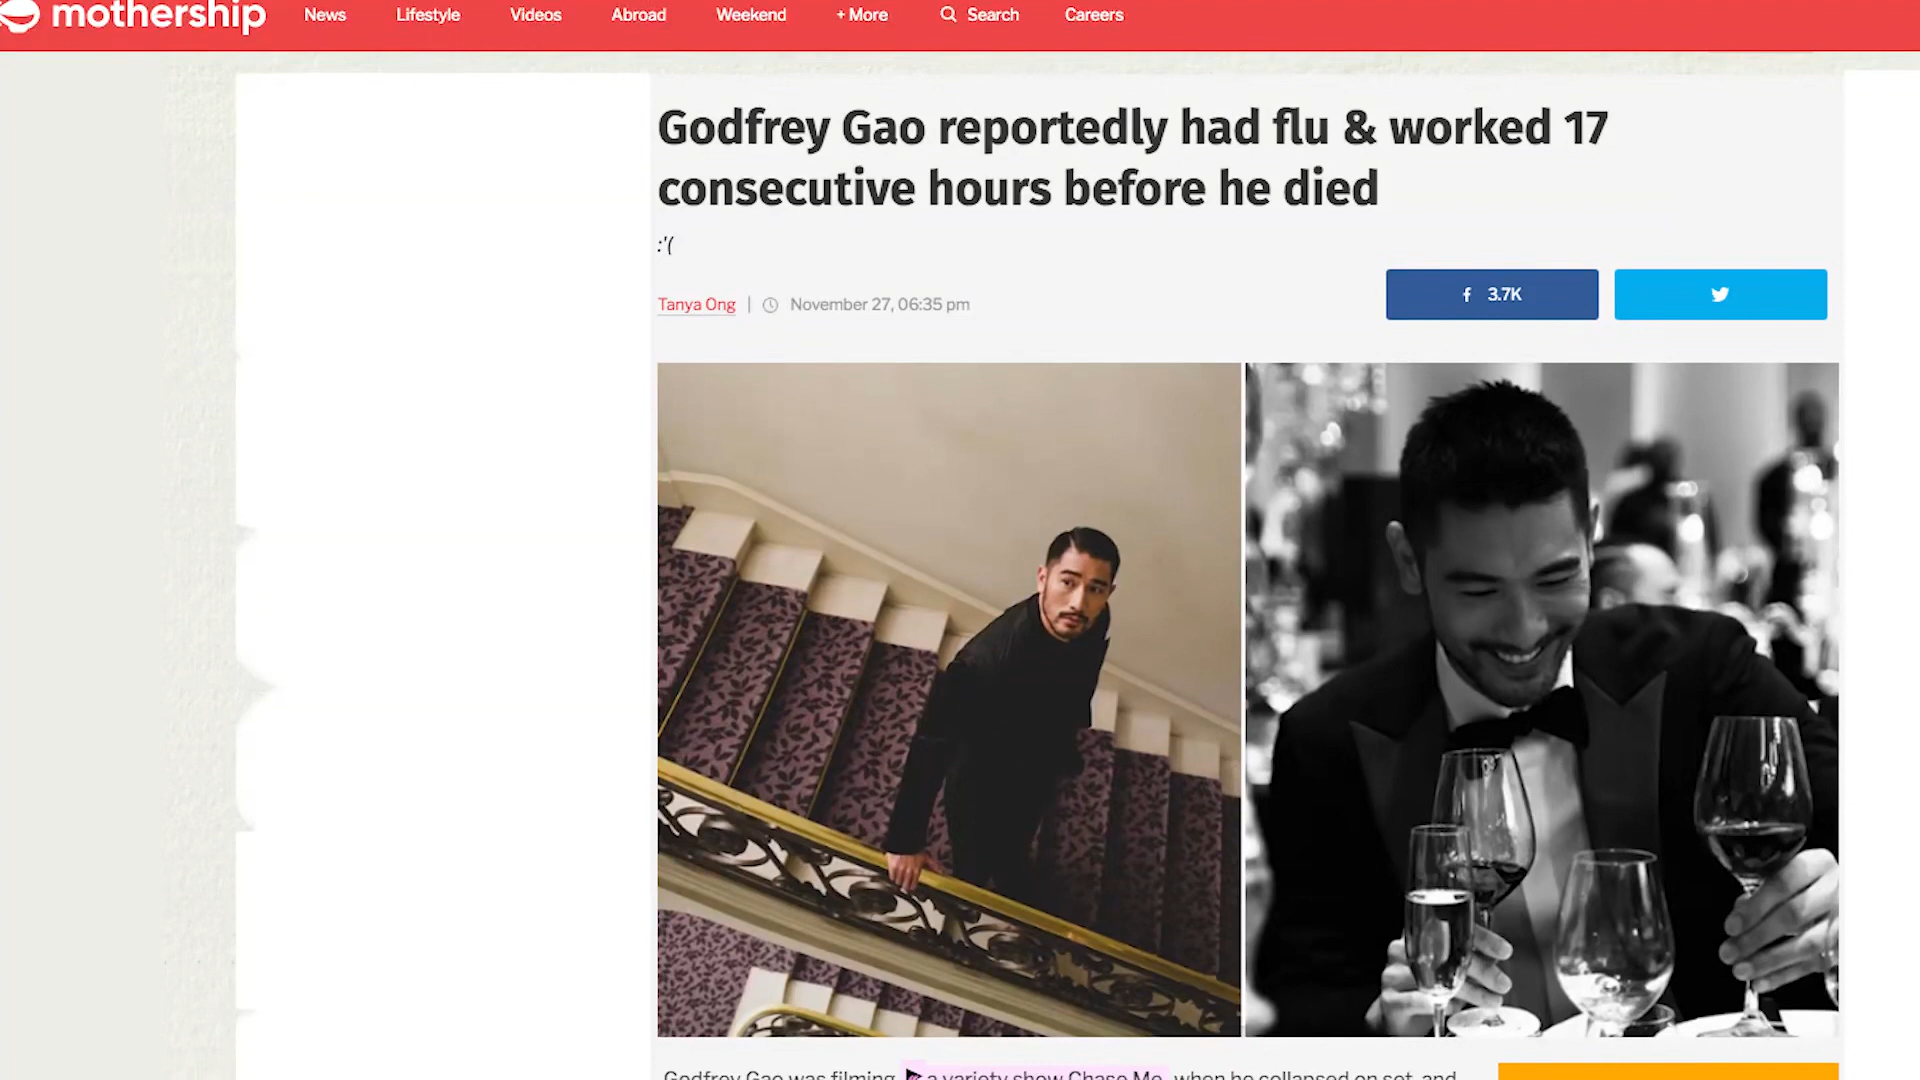 mothership
News
Lifestyle
Videos
Abroad
Weekend
+ More
Search
Careers
Godfrey Gao reportedly had flu & worked 17
consecutive hours before he died
:'(
Tanya Ong | November 27, 06:35 pm
3.7K
Godfrey Gao was filming a variety show Chase Me, when he collapsed on set, and